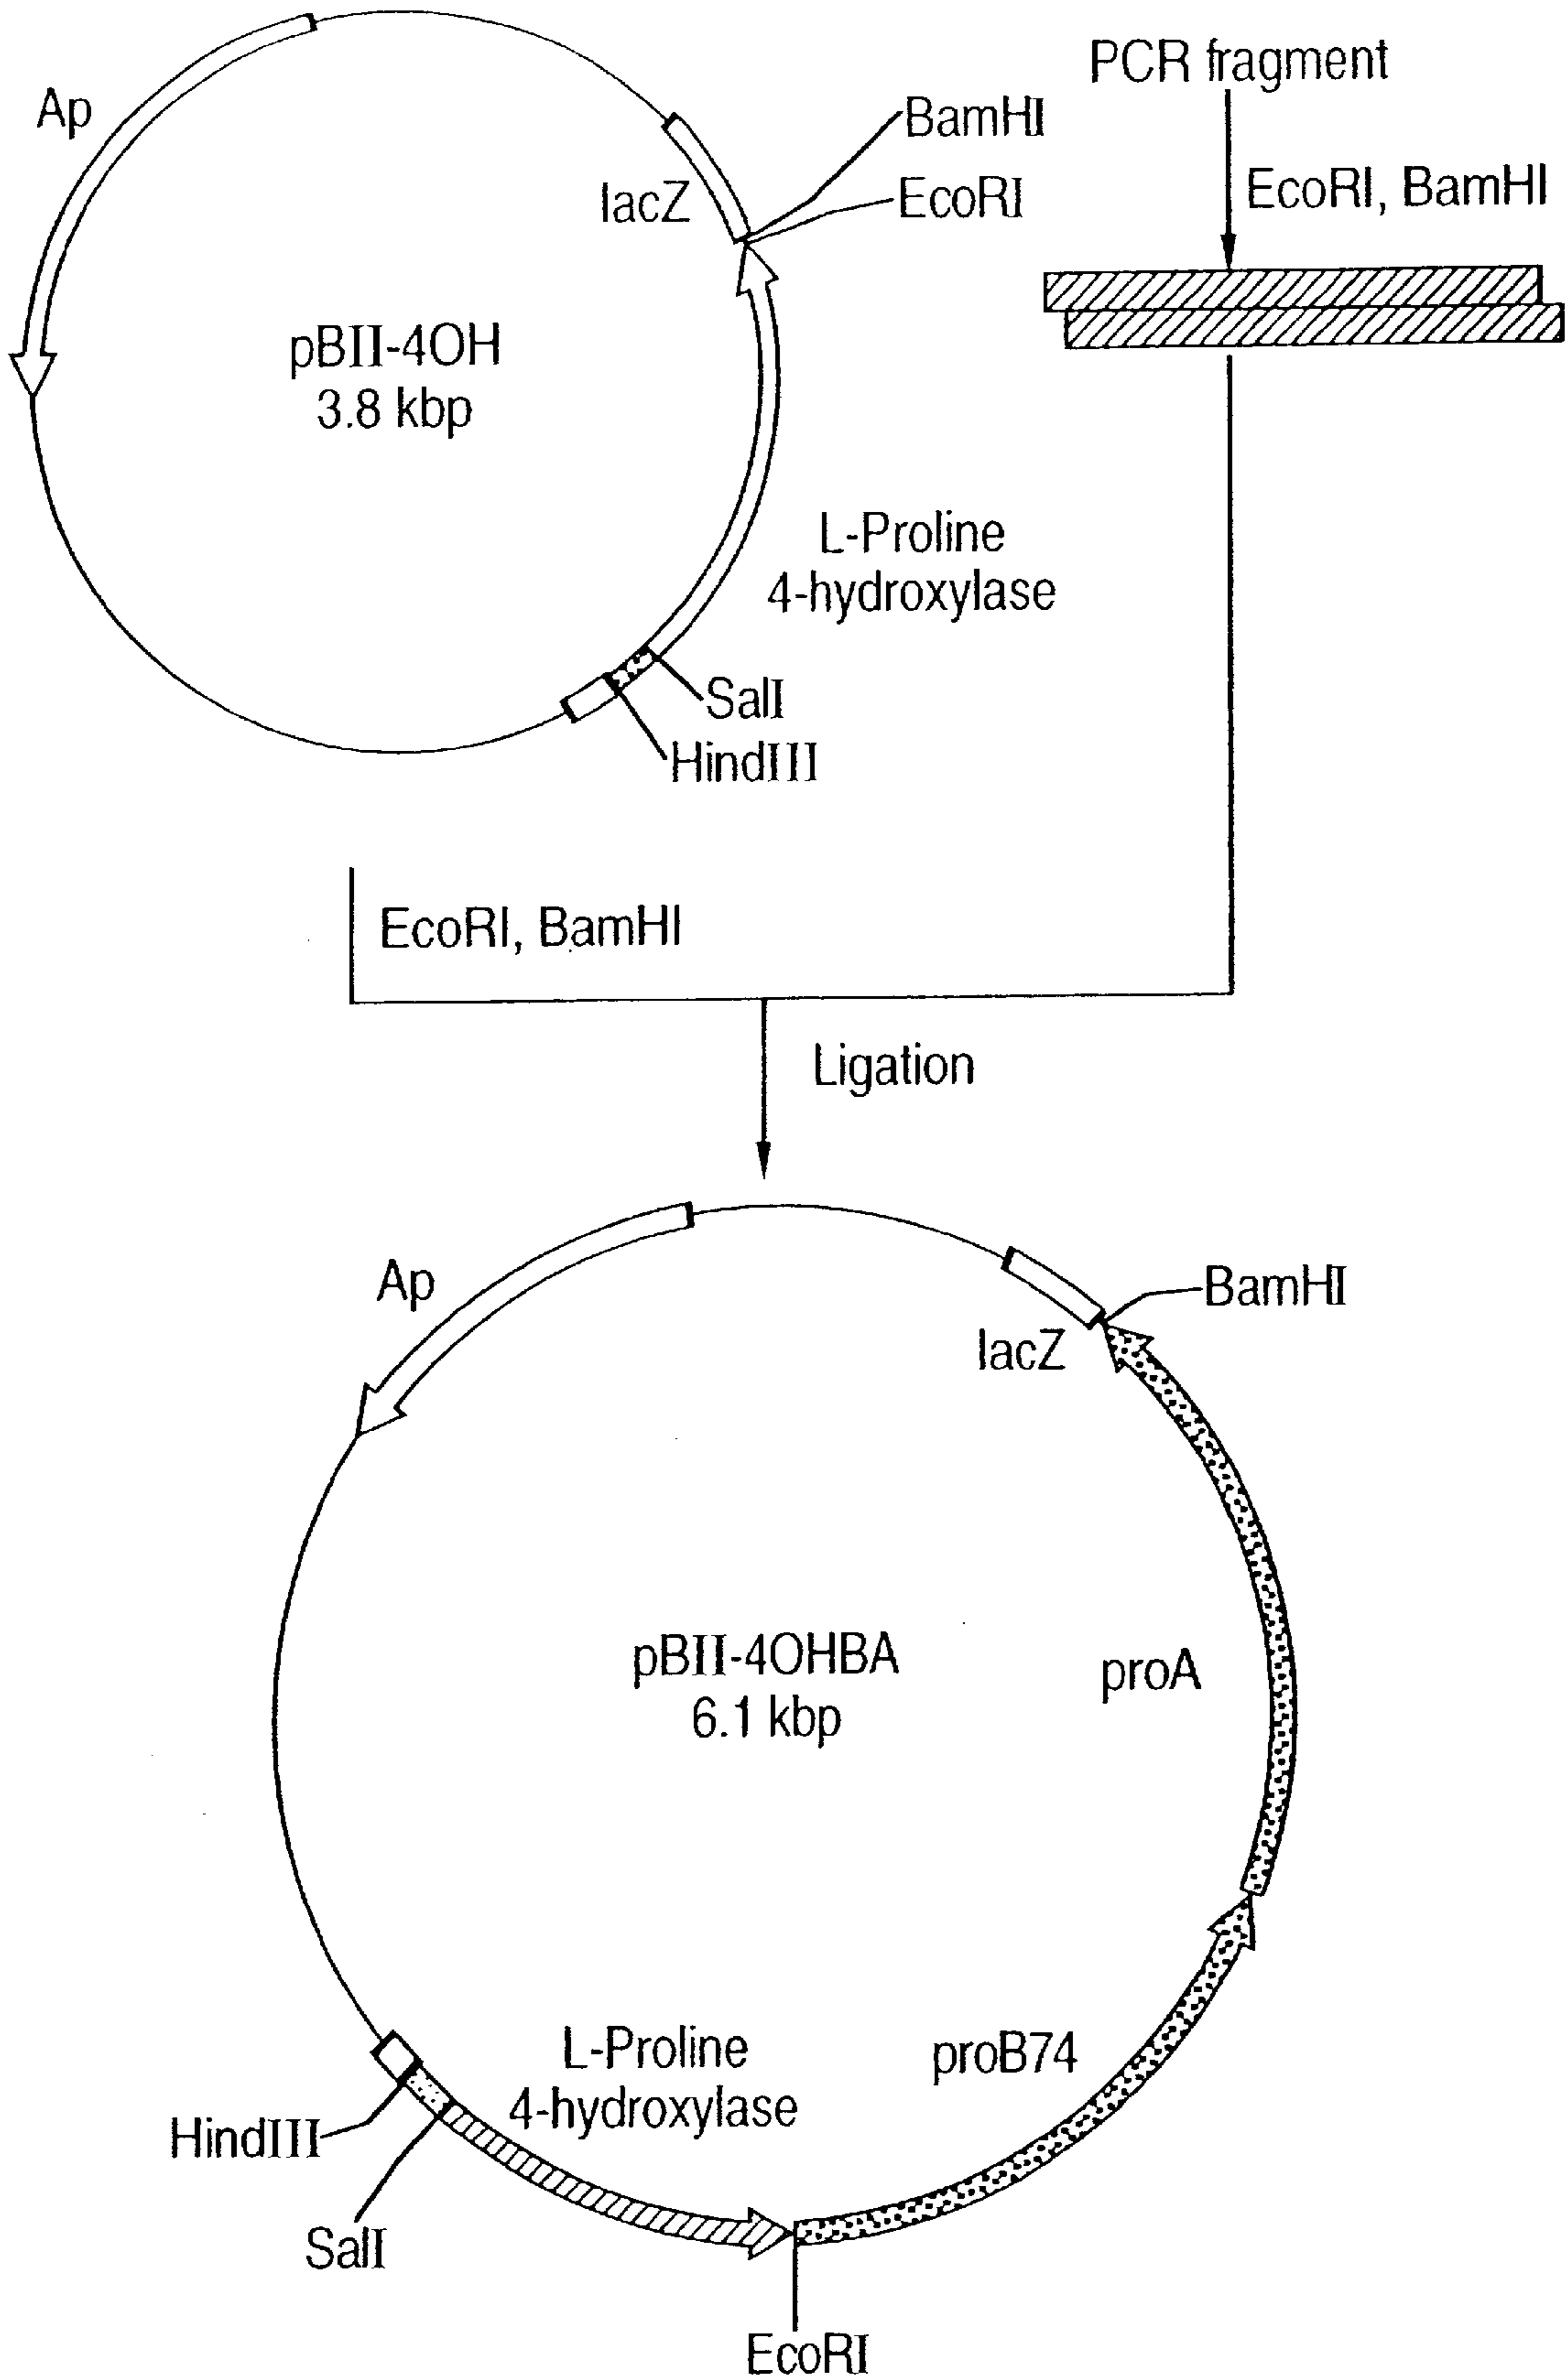 PCR fragment
Ap
BamHI
EcoRI
lacZ
EcoRI, BamHI
pBII-4OH
3.8 kbp
L-Proline
4-hydroxylase
SalI
HindIII
EcoRI, BamHI
Ligation
Ap
BamHI
lacZ
pBII-4OHBA
6.1 kbp
proA
L-Proline
4-hydroxylase
proB74
HindIII
SalI
EcoRI